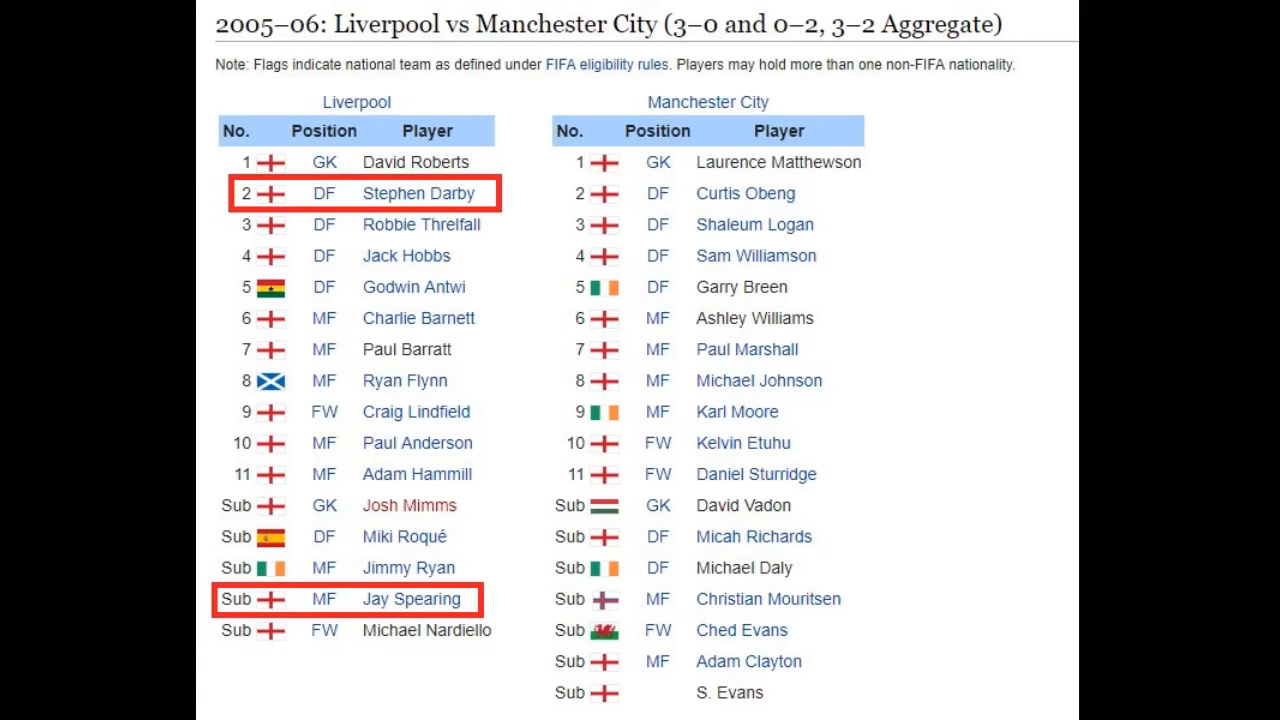 2005–06: Liverpool vs Manchester City (3–0 and 0–2, 3–2 Aggregate)
Note: Flags indicate national team as defined under FIFA eligibility rules. Players may hold more than one non-FIFA nationality.
Liverpool
No. Position Player
1 GK David Roberts
2 DF Stephen Darby
3 DF Robbie Threlfall
4 DF Jack Hobbs
5 DF Godwin Antwi
6 MF Charlie Barnett
7 MF Paul Barratt
8 MF Ryan Flynn
9 FW Craig Lindfield
10 MF Paul Anderson
11 MF Adam Hammill
Sub GK Josh Mimms
Sub DF Miki Roqué
Sub MF Jimmy Ryan
Sub MF Jay Spearing
Sub FW Michael Nardiello
Manchester City
No. Position Player
1 GK Laurence Matthewson
2 DF Curtis Obeng
3 DF Shaleum Logan
4 DF Sam Williamson
5 DF Garry Breen
6 MF Ashley Williams
7 MF Paul Marshall
8 MF Michael Johnson
9 MF Karl Moore
10 FW Kelvin Etuhu
11 FW Daniel Sturridge
Sub GK David Vadon
Sub DF Micah Richards
Sub DF Michael Daly
Sub MF Christian Mouritsen
Sub FW Ched Evans
Sub MF Adam Clayton
Sub S. Evans